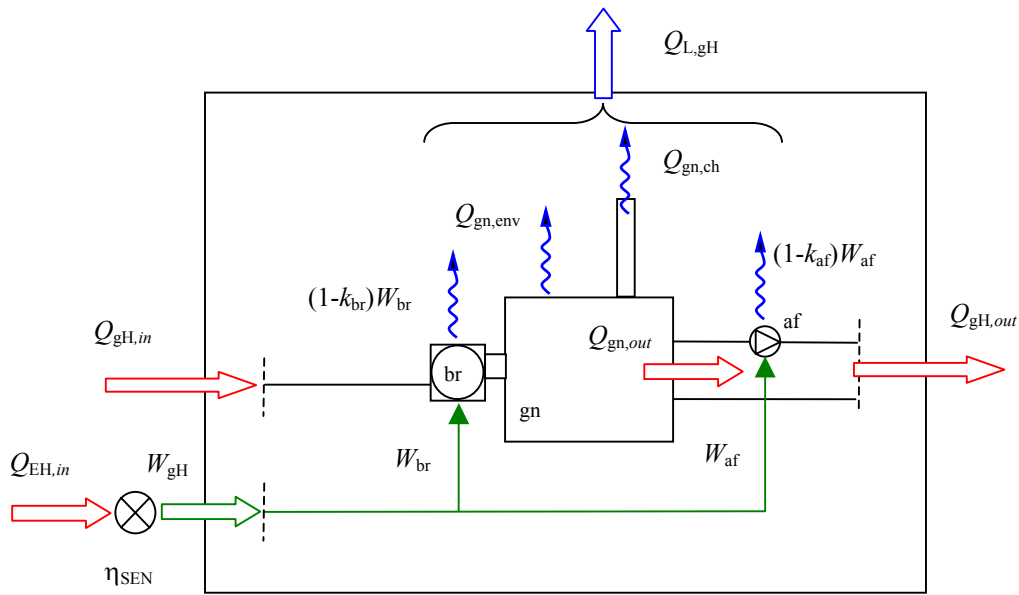 Q_L,gH
Q_gn,ch
Q_gn,env
(1-k_br)W_br
(1-k_af)W_af
Q_gH,in
Q_gn,out
af
Q_gH,out
br
gn
Q_EH,in
W_gH
W_br
W_af
η_SEN